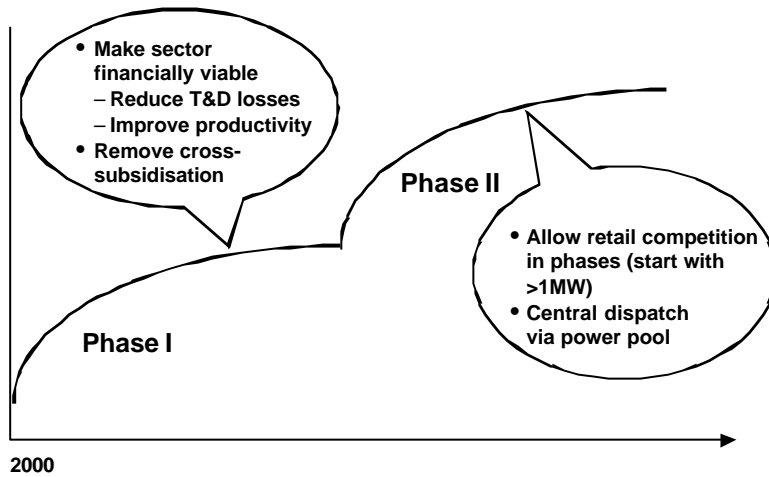 • Make sector
financially viable
– Reduce T&D losses
– Improve productivity
• Remove cross-
subsidisation
Phase I
Phase II
• Allow retail competition
in phases (start with
>1MW)
• Central dispatch
via power pool
2000